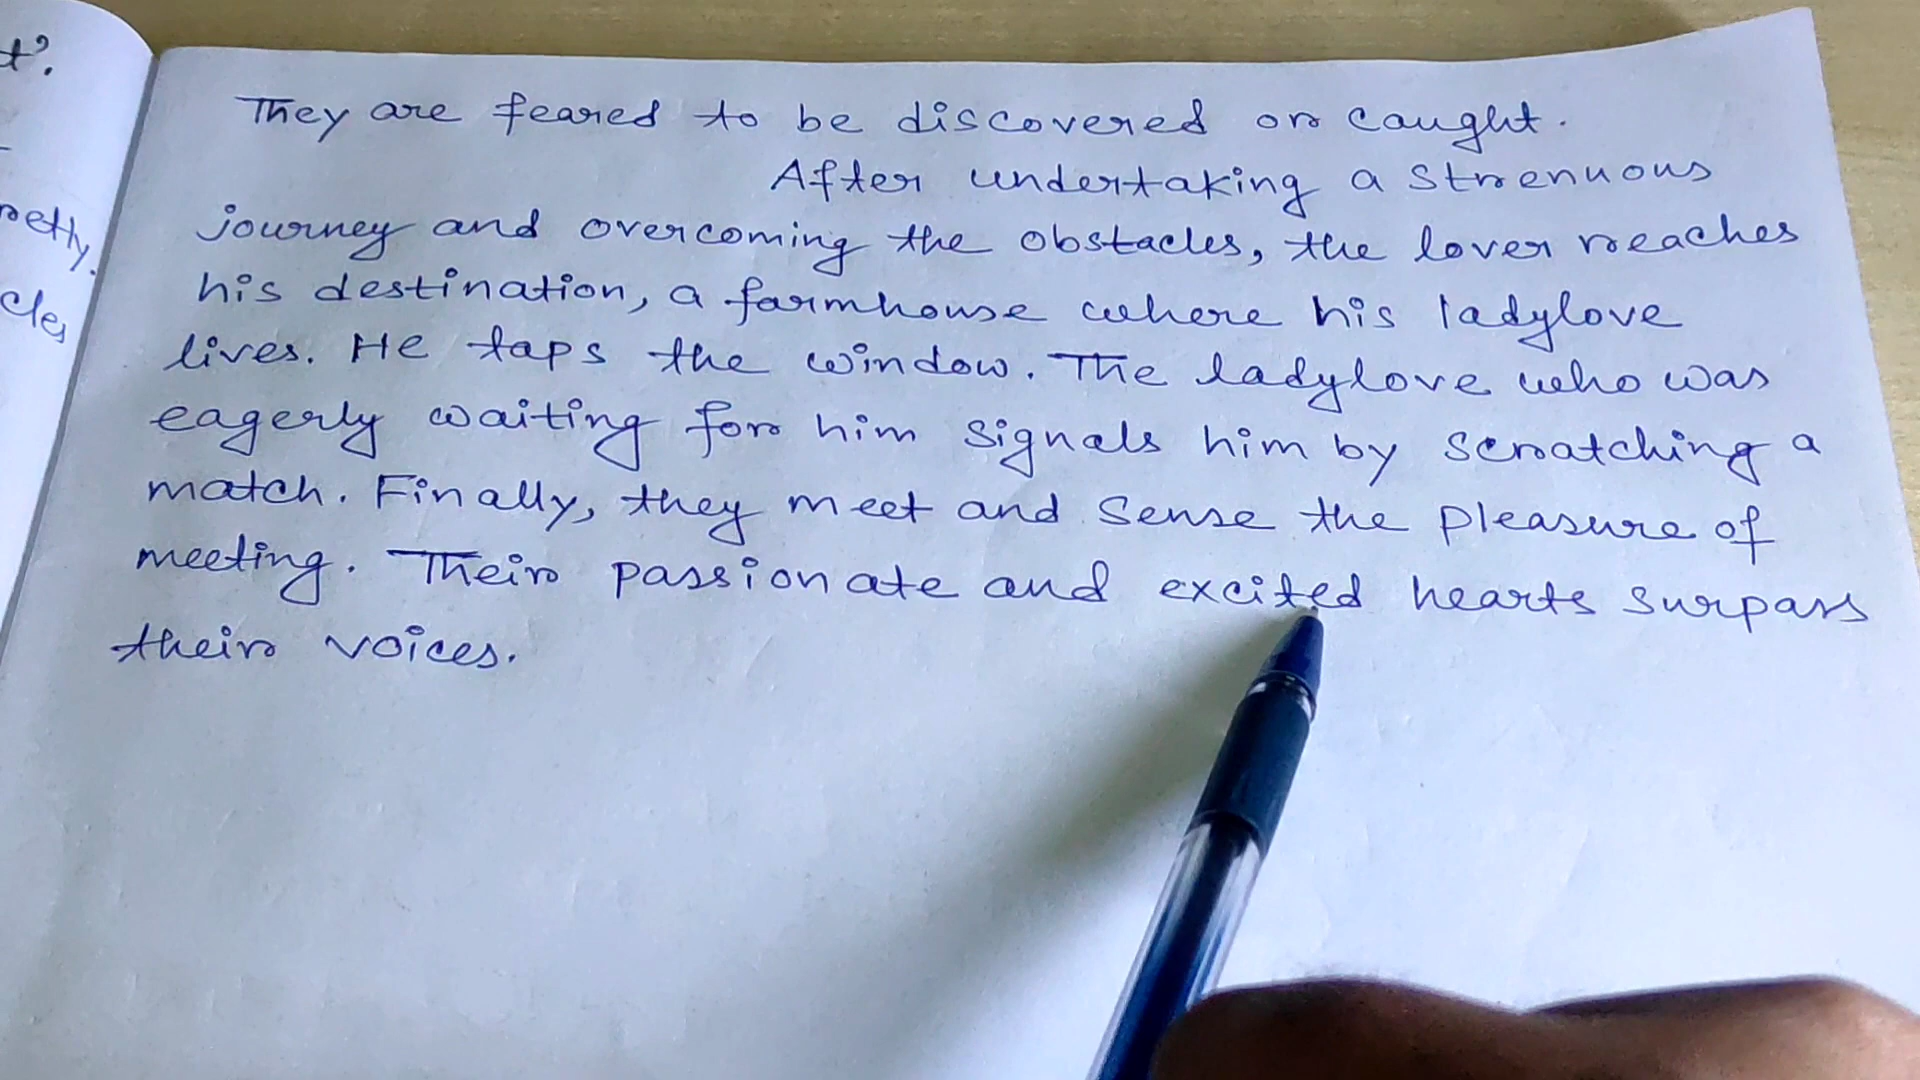 t?
They are feared to be discovered or caught.
After undertaking a strenuous
journey and overcoming the obstacles, the lover reaches
his destination, a farmhouse where his ladylove
lives. He taps the window. The ladylove who was
eagerly waiting for him signals him by scratching a
match. Finally, they meet and sense the pleasure of
meeting. Their passionate and excited hearts surpass
their voices.